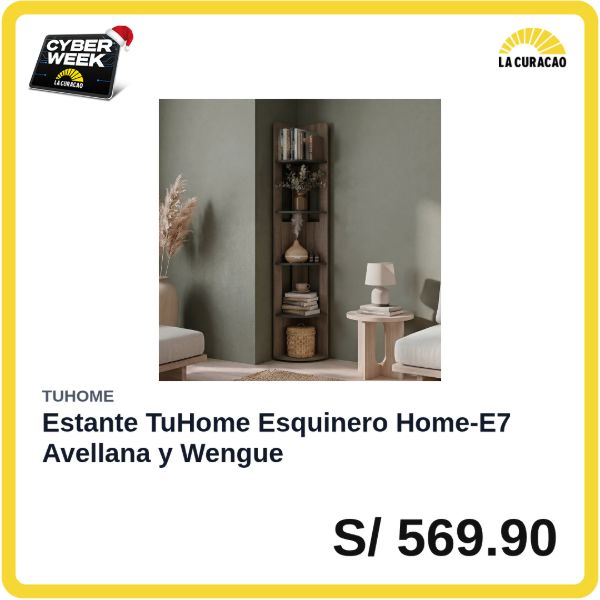 CYBER
WEEK
LA CURACAO
LA CURACAO
TUHOME
Estante TuHome Esquinero Home-E7
Avellana y Wengue
S/ 569.90